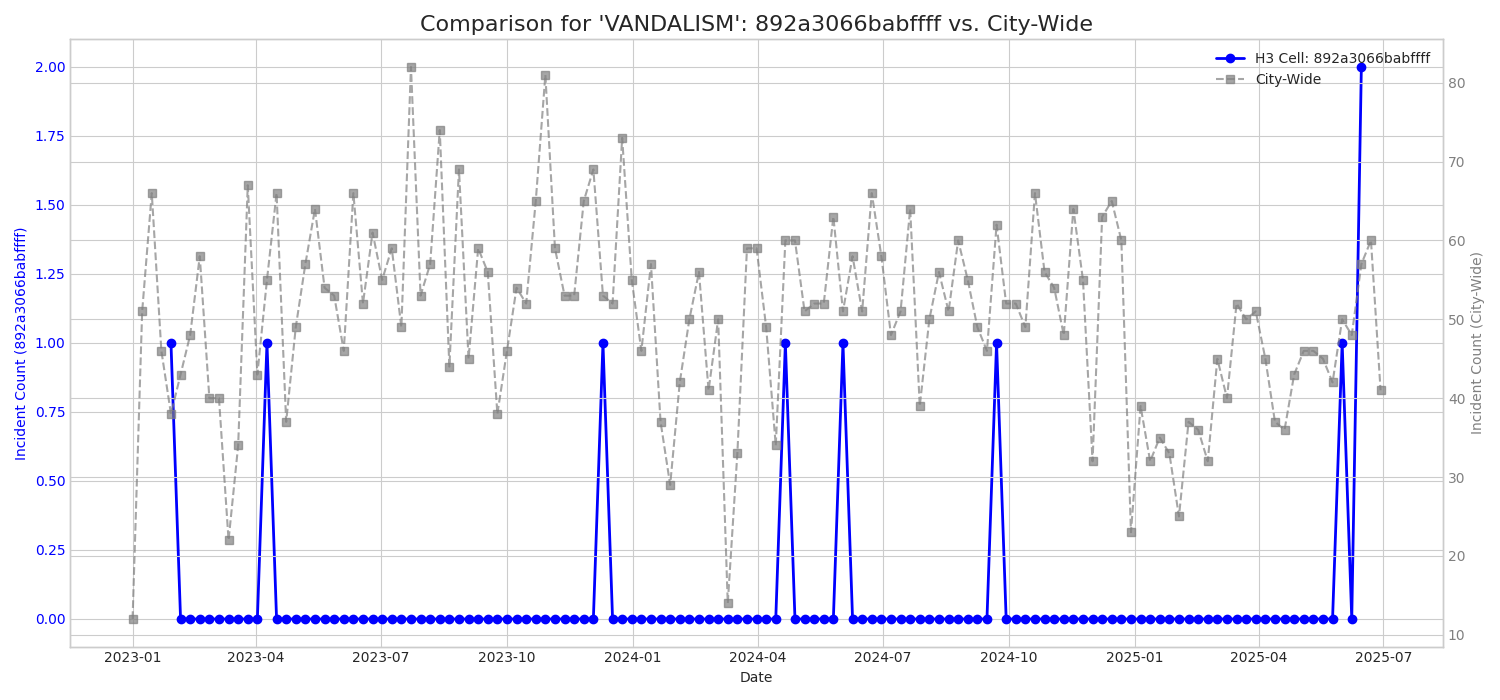 Comparison for 'VANDALISM': 892a3066babffff vs. City-Wide
H3 Cell: 892a3066babffff
City-Wide
Incident Count (892a3066babffff)
2.00
1.75
1.50
1.25
1.00
0.75
0.50
0.25
0.00
80
70
60
50
40
30
20
10
Incident Count (City-Wide)
2023-01 2023-04 2023-07 2023-10 2024-01 2024-04 2024-07 2024-10 2025-01 2025-04 2025-07
Date